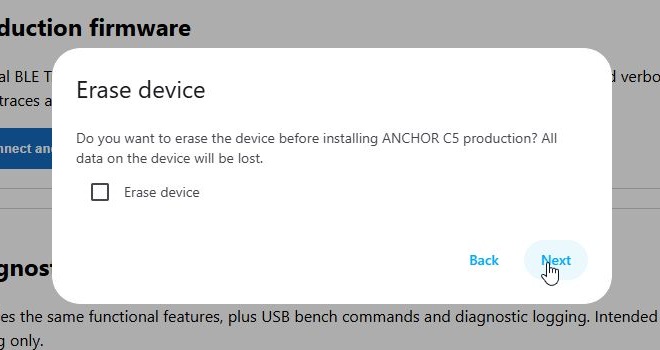 duction firmware
al BLE T
d verbo
traces a
nnect an
Erase device
Do you want to erase the device before installing ANCHOR C5 production? All
data on the device will be lost.
Erase device
Back
Next
gnost
es the same functional features, plus USB bench commands and diagnostic logging. Intended
g only.